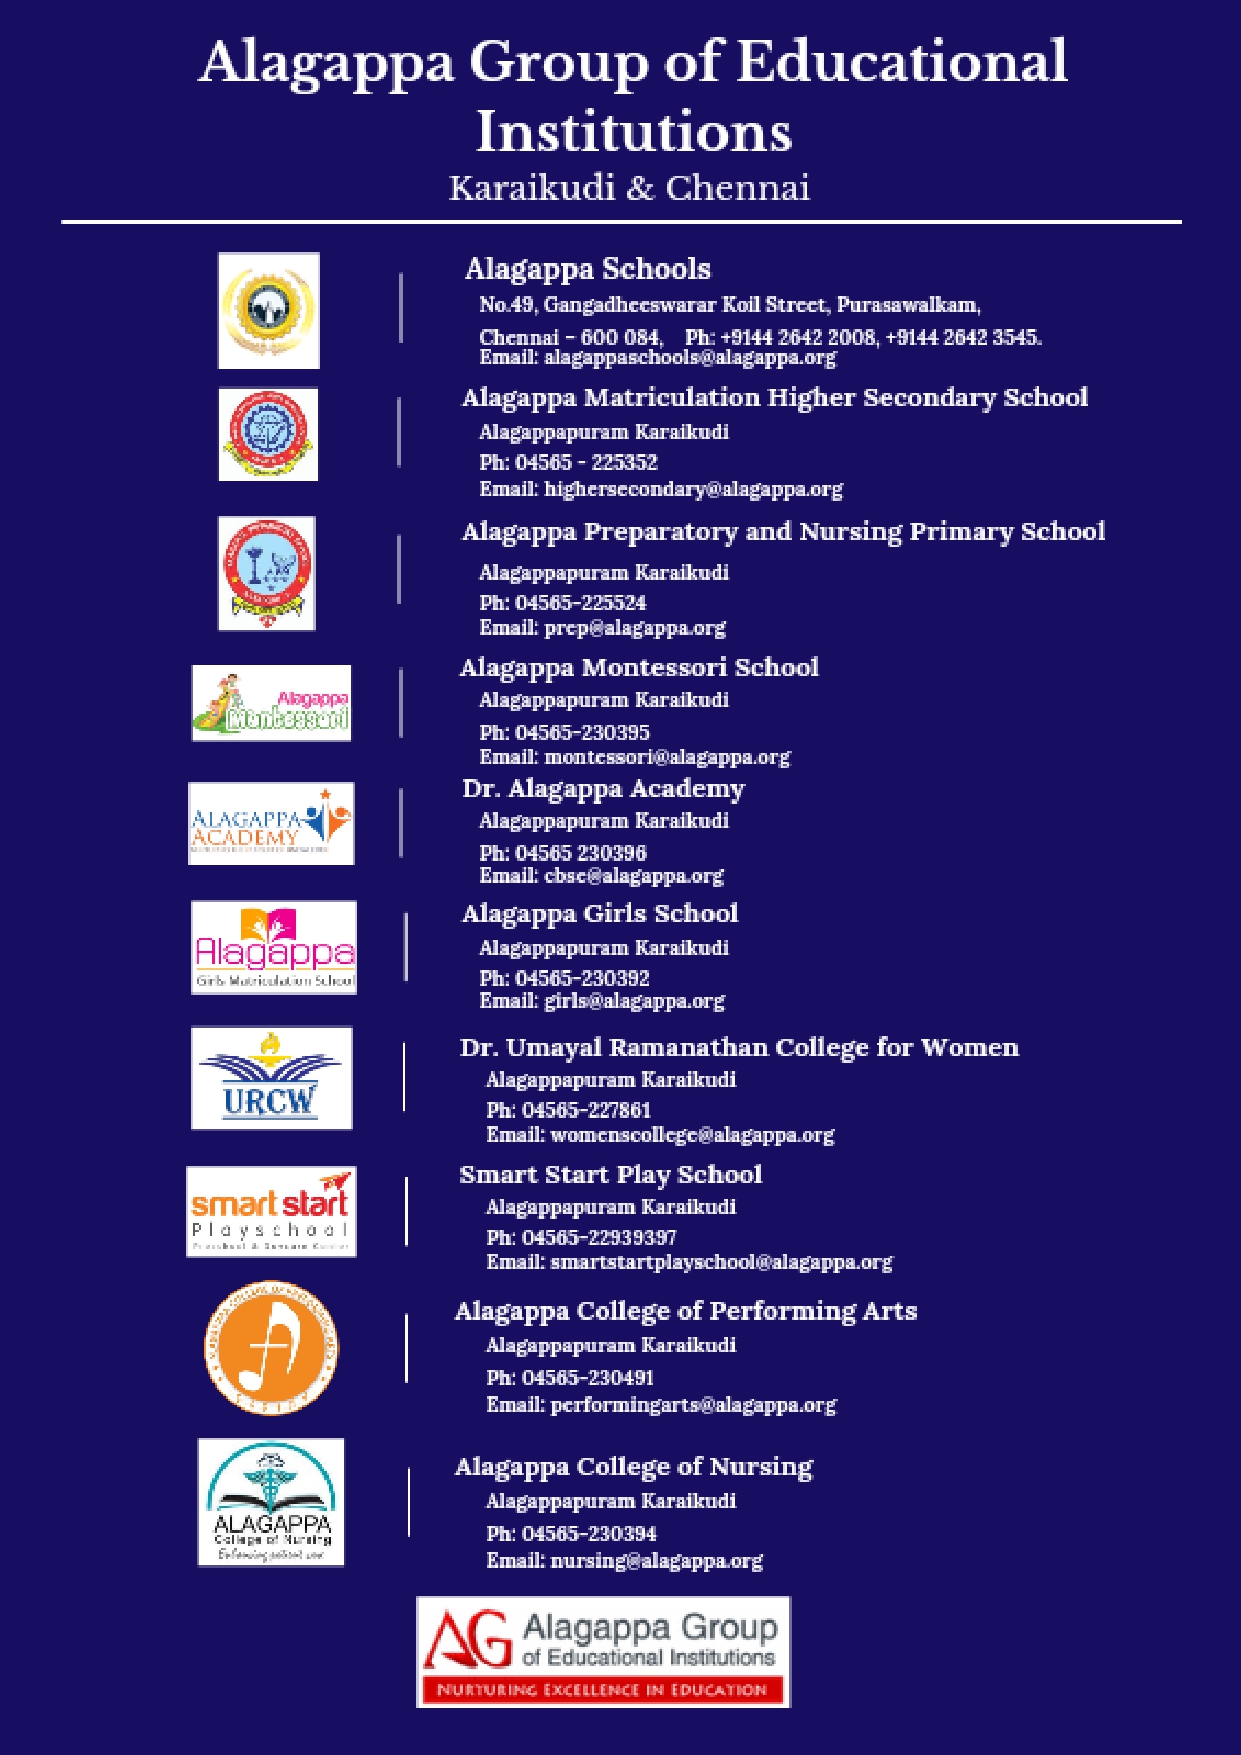 Alagappa Group of Educational
Institutions
Karaikudi & Chennai
Alagappa Schools
No.49, Gangadheeswarar Koil Street, Purasawalkam,
Chennai – 600 084, Ph: +9144 2642 2008, +9144 2642 3545.
Email: alagappaschools@alagappa.org
Alagappa Matriculation Higher Secondary School
Alagappapuram Karaikudi
Ph: 04565 - 225352
Email: highersecondary@alagappa.org
Alagappa Preparatory and Nursing Primary School
Alagappapuram Karaikudi
Ph: 04565-225524
Email: prep@alagappa.org
Alagappa
Montessori
Alagappa Montessori School
Alagappapuram Karaikudi
Ph: 04565-230395
Email: montessori@alagappa.org
ALAGAPPA
ACADEMY
Dr. Alagappa Academy
Alagappapuram Karaikudi
Ph: 04565 230396
Email: cbse@alagappa.org
Alagappa
Girls Matriculation School
Alagappa Girls School
Alagappapuram Karaikudi
Ph: 04565-230392
Email: girls@alagappa.org
URCW
Dr. Umayal Ramanathan College for Women
Alagappapuram Karaikudi
Ph: 04565-227861
Email: womenscollege@alagappa.org
smart start
Playschool
Smart Start Play School
Alagappapuram Karaikudi
Ph: 04565-22939397
Email: smartstartplayschool@alagappa.org
Alagappa College of Performing Arts
Alagappapuram Karaikudi
Ph: 04565-230491
Email: performingarts@alagappa.org
ALAGAPPA
College of Nursing
Alagappa College of Nursing
Alagappapuram Karaikudi
Ph: 04565-230394
Email: nursing@alagappa.org
AG Alagappa Group
of Educational Institutions
NURTURING EXCELLENCE IN EDUCATION